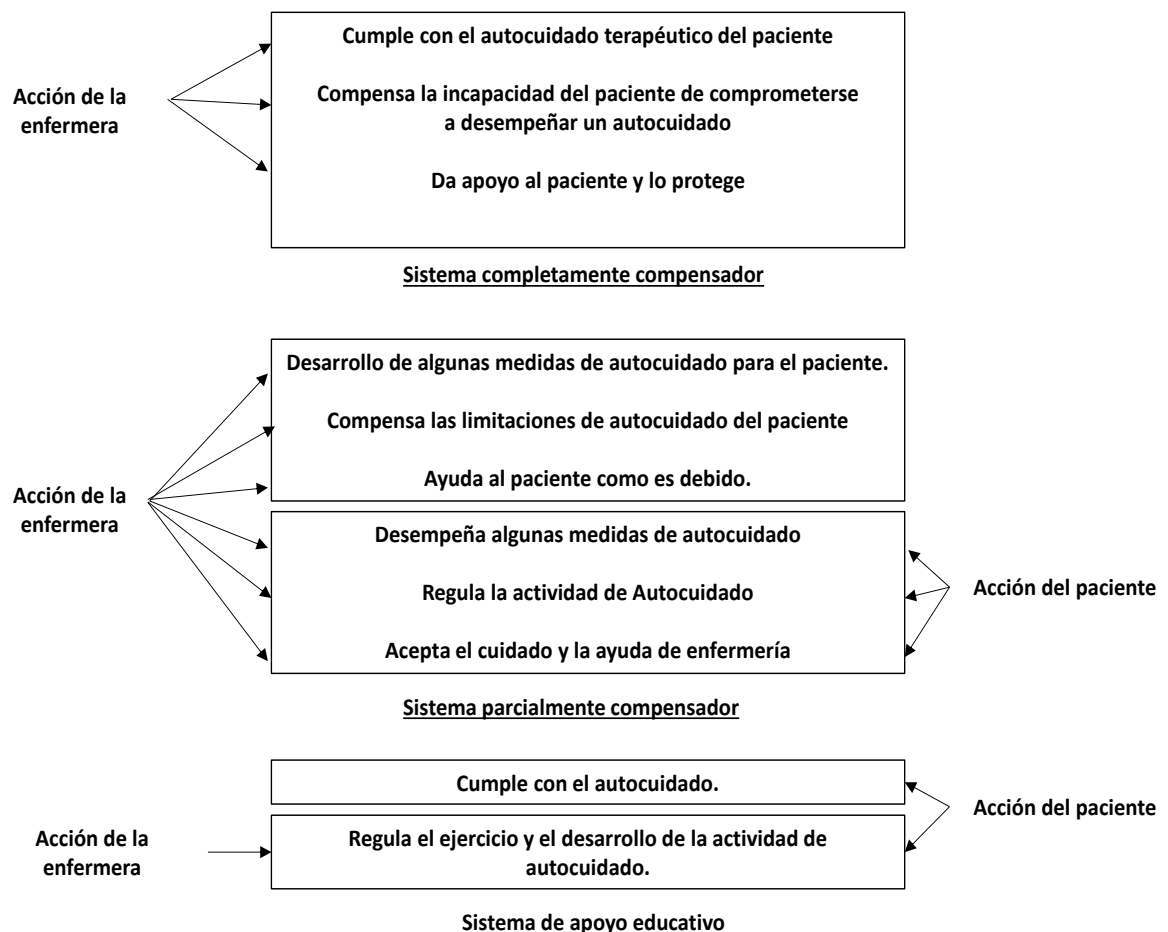 Cumple con el autocuidado terapéutico del paciente
Acción de la
enfermera
Compensa la incapacidad del paciente de comprometerse
a desempeñar un autocuidado
Da apoyo al paciente y lo protege
Sistema completamente compensador
Desarrollo de algunas medidas de autocuidado para el paciente.
Compensa las limitaciones de autocuidado del paciente
Ayuda al paciente como es debido.
Acción de la
enfermera
Desempeña algunas medidas de autocuidado
Regula la actividad de Autocuidado
Acepta el cuidado y la ayuda de enfermería
Acción del paciente
Sistema parcialmente compensador
Cumple con el autocuidado.
Acción del paciente
Acción de la
enfermera
Regula el ejercicio y el desarrollo de la actividad de
autocuidado.
Sistema de apoyo educativo